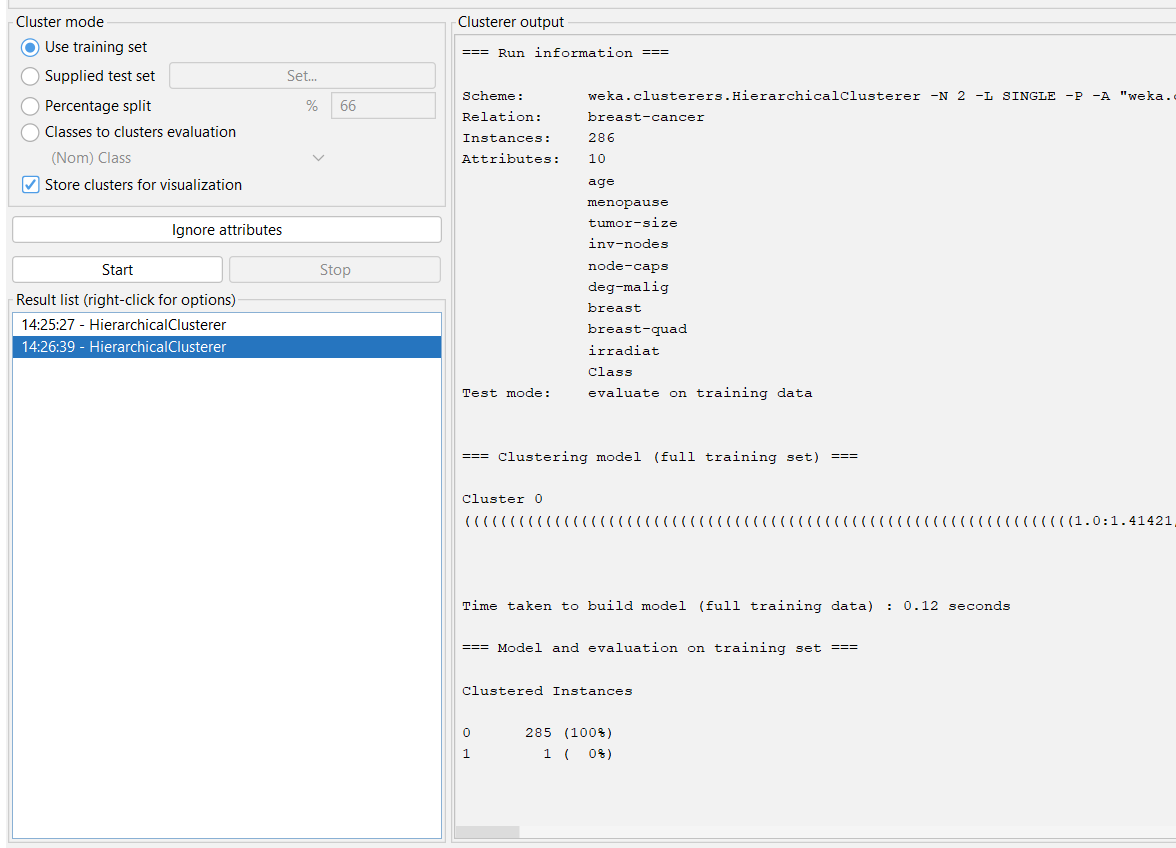 Cluster mode
Use training set
Supplied test set Set...
Percentage split % 66
Classes to clusters evaluation
(Nom) Class
Store clusters for visualization
Ignore attributes
Start Stop
Result list (right-click for options)
14:25:27 - HierarchicalClusterer
14:26:39 - HierarchicalClusterer
Clusterer output
=== Run information ===
Scheme: weka.clusterers.HierarchicalClusterer -N 2 -L SINGLE -P -A "weka.c
Relation: breast-cancer
Instances: 286
Attributes: 10
age
menopause
tumor-size
inv-nodes
node-caps
deg-malig
breast
breast-quad
irradiat
Class
Test mode: evaluate on training data
=== Clustering model (full training set) ===
Cluster 0
((((((((((((((((((((((((((((((((((((((((((((((((((((((((((((((((((((1.0:1.41421,
Time taken to build model (full training data) : 0.12 seconds
=== Model and evaluation on training set ===
Clustered Instances
0 285 (100%)
1 1 ( 0%)